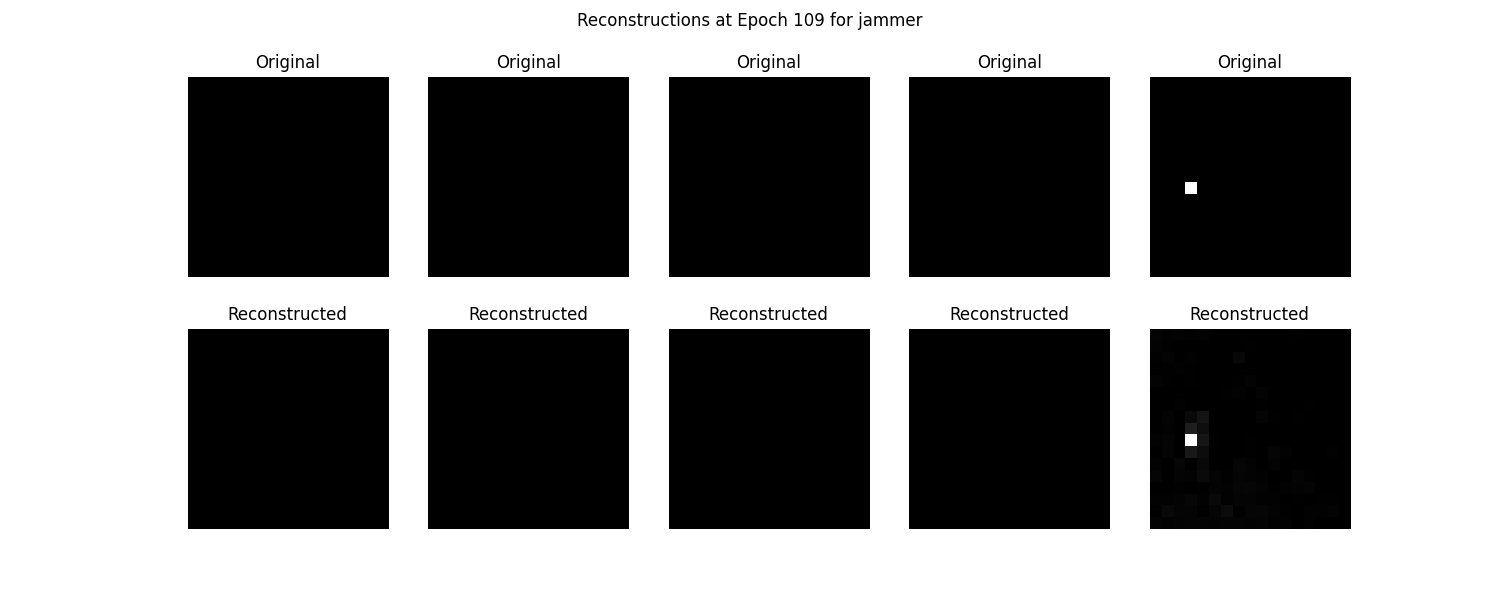 Reconstructions at Epoch 109 for jammer
Original Original Original Original Original
Reconstructed Reconstructed Reconstructed Reconstructed Reconstructed